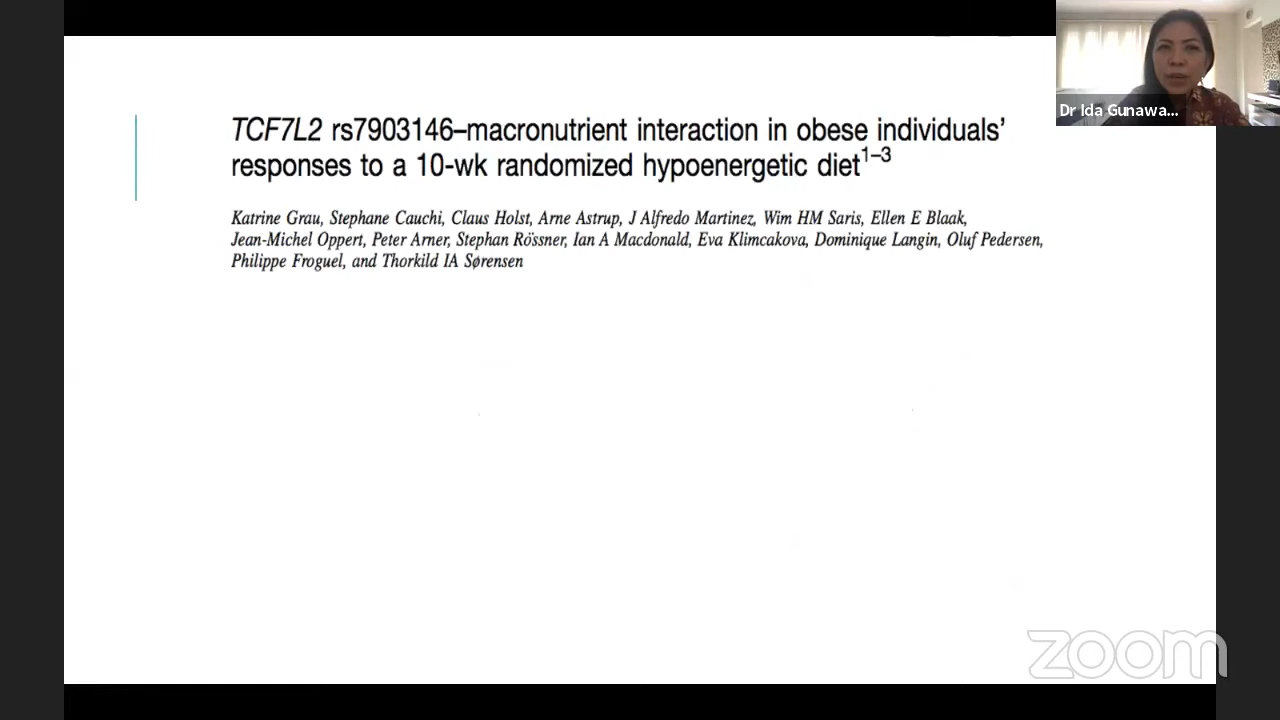 TCF7L2 rs7903146–macronutrient interaction in obese individuals’
responses to a 10-wk randomized hypoenergetic diet1–3
Katrine Grau, Stephane Cauchi, Claus Holst, Arne Astrup, J Alfredo Martinez, Wim HM Saris, Ellen E Blaak,
Jean-Michel Oppert, Peter Arner, Stephan Rössner, Ian A Macdonald, Eva Klimcakova, Dominique Langin, Oluf Pedersen,
Philippe Froguel, and Thorkild IA Sørensen
Dr Ida Gunawa...
zoom